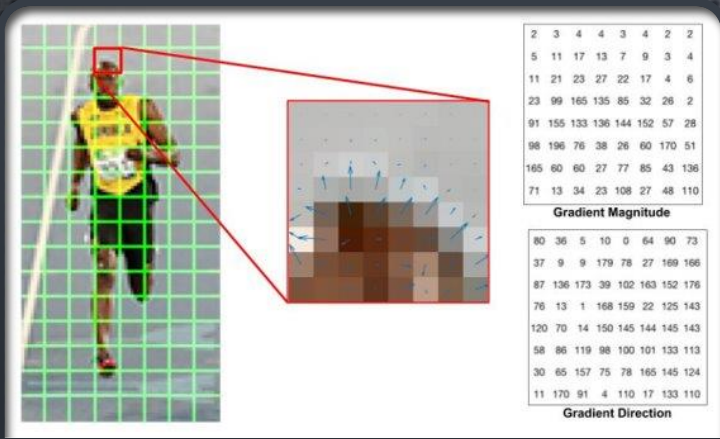 2 3 4 4 3 4 2 2
5 11 17 13 7 9 3 4
11 21 23 27 22 17 4 6
23 99 165 135 85 32 26 2
91 155 133 136 144 152 57 28
98 196 76 38 26 60 170 51
165 60 60 27 77 85 43 136
71 13 34 23 108 27 48 110
Gradient Magnitude
80 36 5 10 0 64 90 73
37 9 9 179 78 27 169 166
87 136 173 39 102 163 152 176
76 13 1 168 159 22 125 143
120 70 14 150 145 144 145 143
58 86 119 98 100 101 133 113
30 65 157 75 78 165 145 124
11 170 91 4 110 17 133 110
Gradient Direction